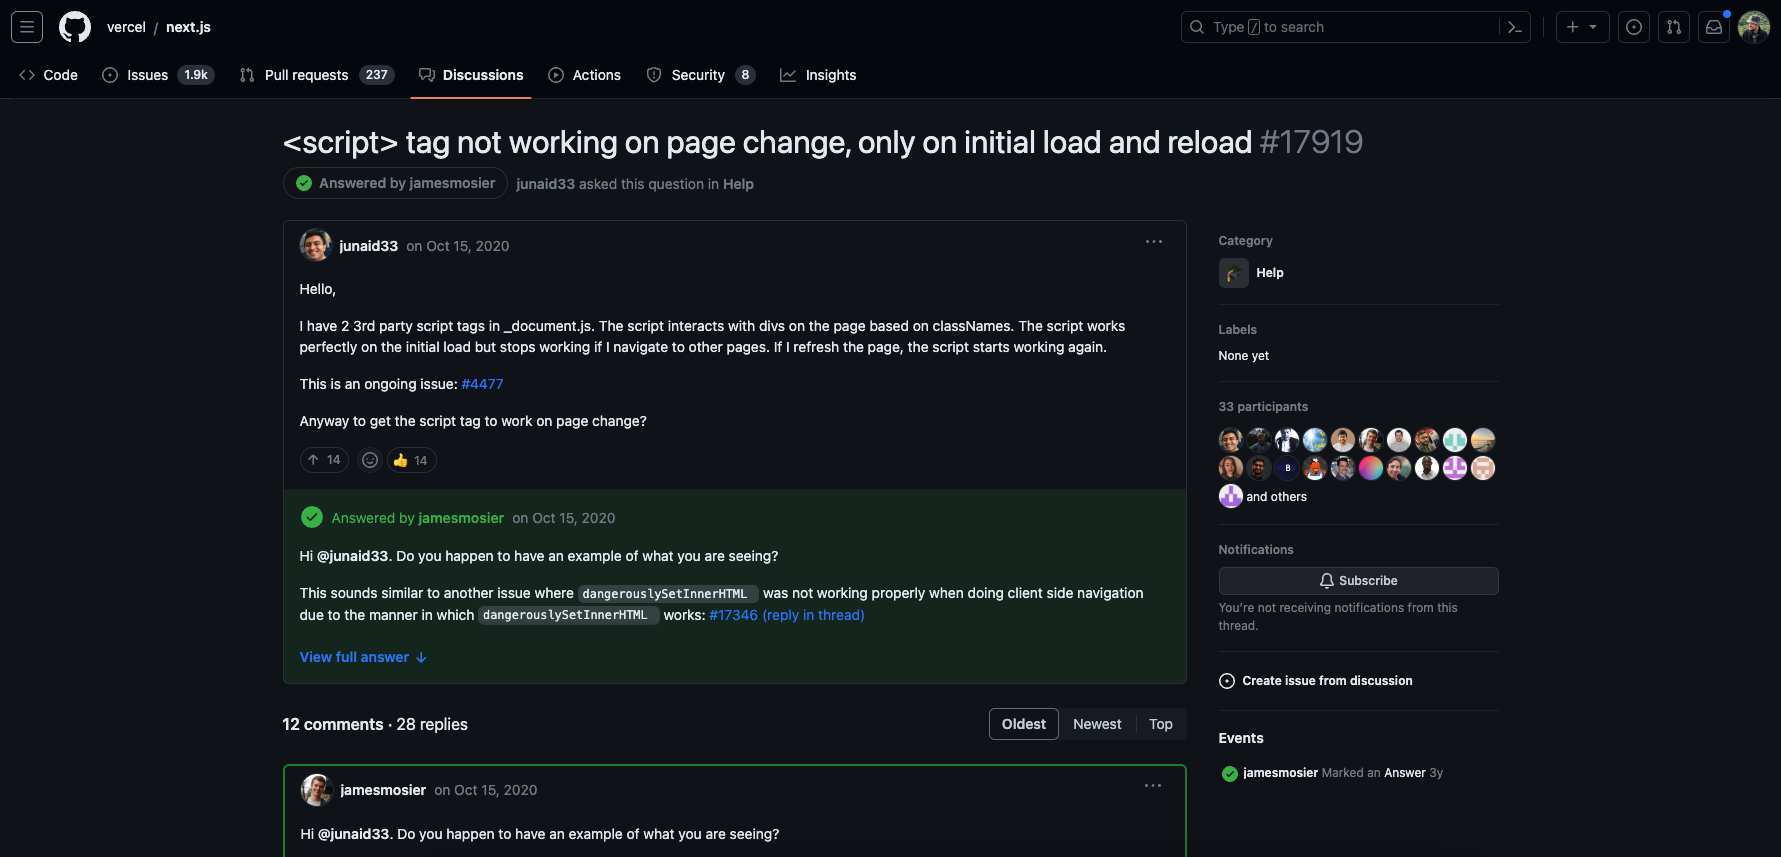 vercel / next.js
Type / to search
Code
Issues 1.9k
Pull requests 237
Discussions
Actions
Security 8
Insights
<script> tag not working on page change, only on initial load and reload #17919
Answered by jamesmosier
junaid33 asked this question in Help
junaid33 on Oct 15, 2020
Hello,
I have 2 3rd party script tags in _document.js. The script interacts with divs on the page based on classNames. The script works
perfectly on the initial load but stops working if I navigate to other pages. If I refresh the page, the script starts working again.
This is an ongoing issue: #4477
Anyway to get the script tag to work on page change?
14
👍 14
Answered by jamesmosier on Oct 15, 2020
Hi @junaid33. Do you happen to have an example of what you are seeing?
This sounds similar to another issue where dangerouslySetInnerHTML was not working properly when doing client side navigation
due to the manner in which dangerouslySetInnerHTML works: #17346 (reply in thread)
View full answer ↓
12 comments · 28 replies
Oldest
Newest
Top
jamesmosier on Oct 15, 2020
Hi @junaid33. Do you happen to have an example of what you are seeing?
Category
Help
Labels
None yet
33 participants
B
and others
Notifications
Subscribe
You're not receiving notifications from this
thread.
Create issue from discussion
Events
jamesmosier Marked an Answer 3y